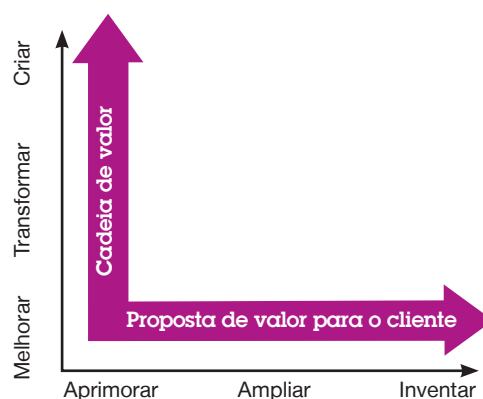 Criar
Transformar
Melhorar
Cadeia de valor
Proposta de valor para o cliente
Aprimorar
Ampliar
Inventar